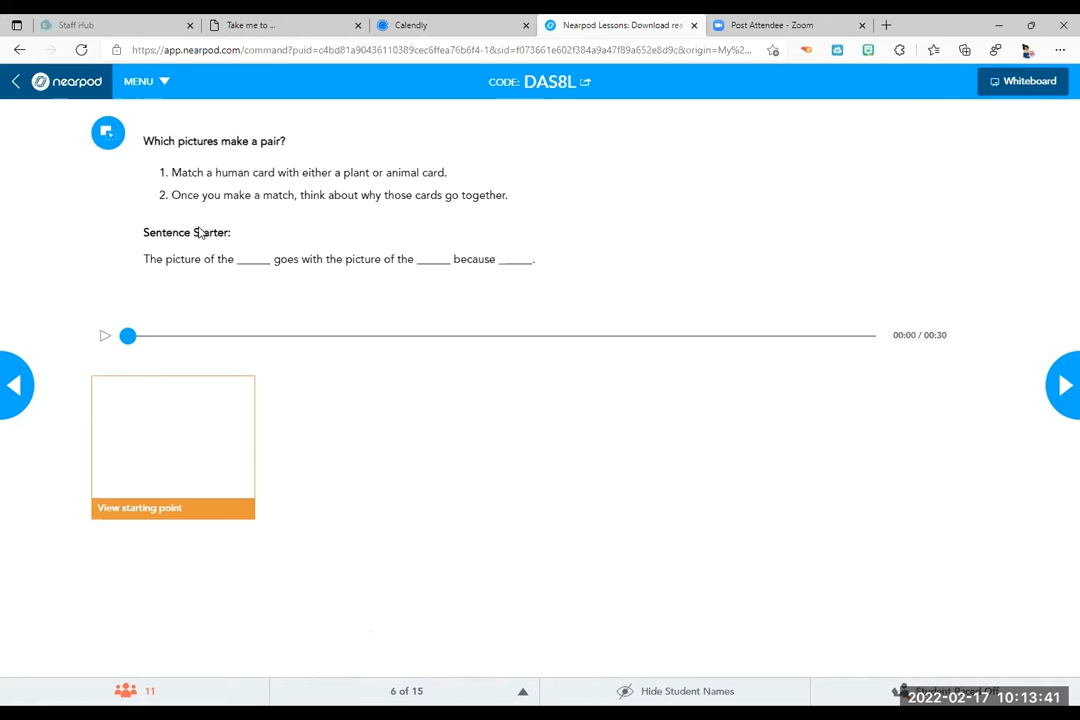 Staff Hub
Take me to ...
Calendly
Nearpod Lessons: Download rea
Post Attendee - Zoom
https://app.nearpod.com/command?puid=c4bd81a90436110389cec6ffea76b6f4-1&sid=f073661e602f384a9a47f89a652e8d9c&origin=My%2...
nearpod
MENU
CODE: DAS8L
Whiteboard
Which pictures make a pair?
1. Match a human card with either a plant or animal card.
2. Once you make a match, think about why those cards go together.
Sentence Starter:
The picture of the ______ goes with the picture of the ______ because ______.
00:00 / 00:30
View starting point
11
6 of 15
Hide Student Names
Student Paced Off
2022-02-17 10:13:41